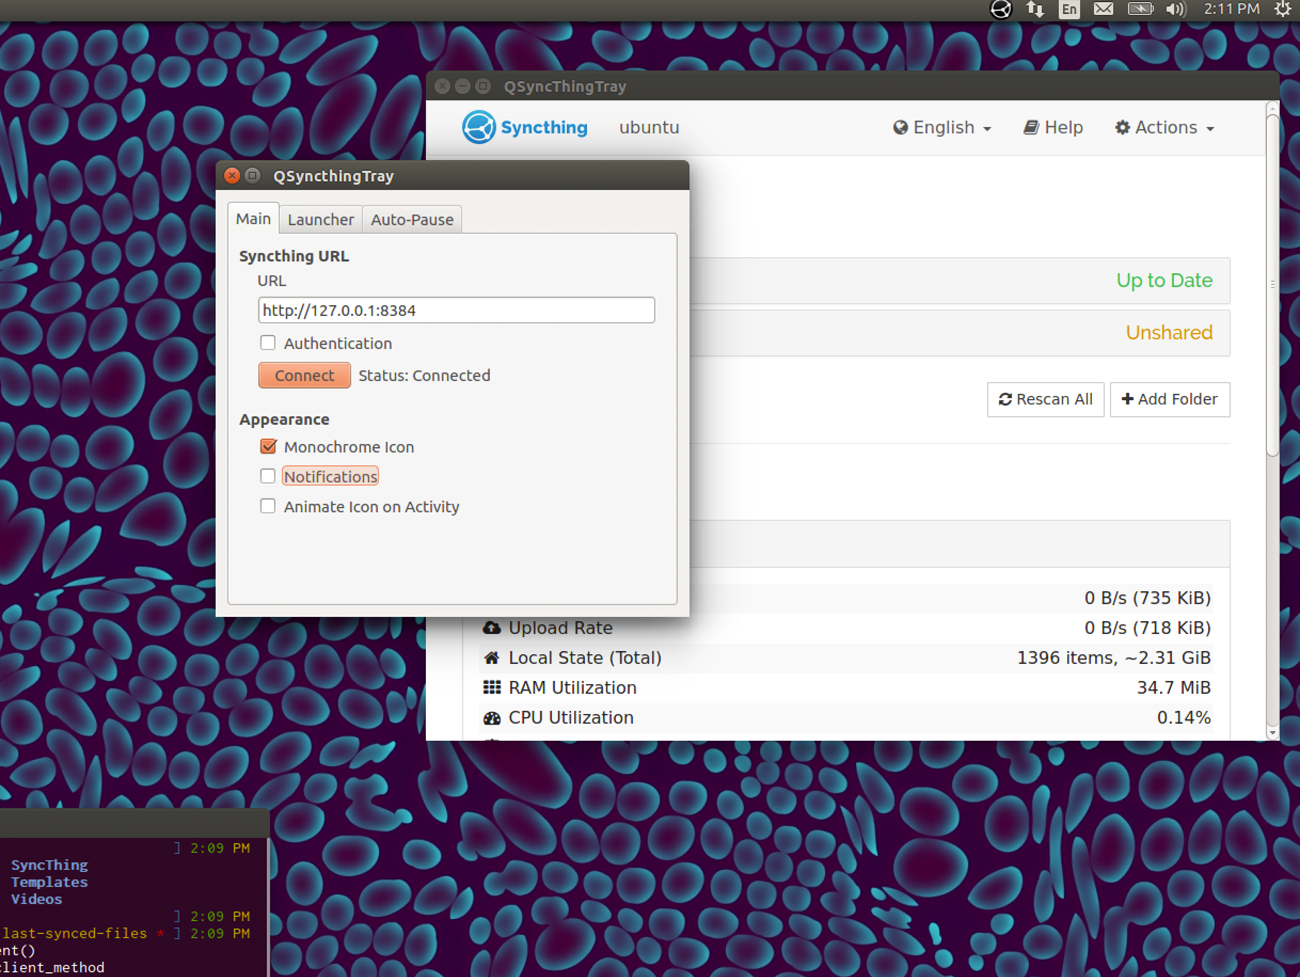 En
2:11 PM
QSyncThingTray
Syncthing ubuntu English Help Actions
QSyncthingTray
Main Launcher Auto-Pause
Syncthing URL
URL
http://127.0.0.1:8384
Authentication
Connect Status: Connected
Appearance
Monochrome Icon
Notifications
Animate Icon on Activity
Up to Date
Unshared
Rescan All Add Folder
0 B/s (735 KiB)
Upload Rate 0 B/s (718 KiB)
Local State (Total) 1396 items, ~2.31 GiB
RAM Utilization 34.7 MiB
CPU Utilization 0.14%
] 2:09 PM
SyncThing
Templates
Videos
] 2:09 PM
last-synced-files * ] 2:09 PM
ent()
client_method